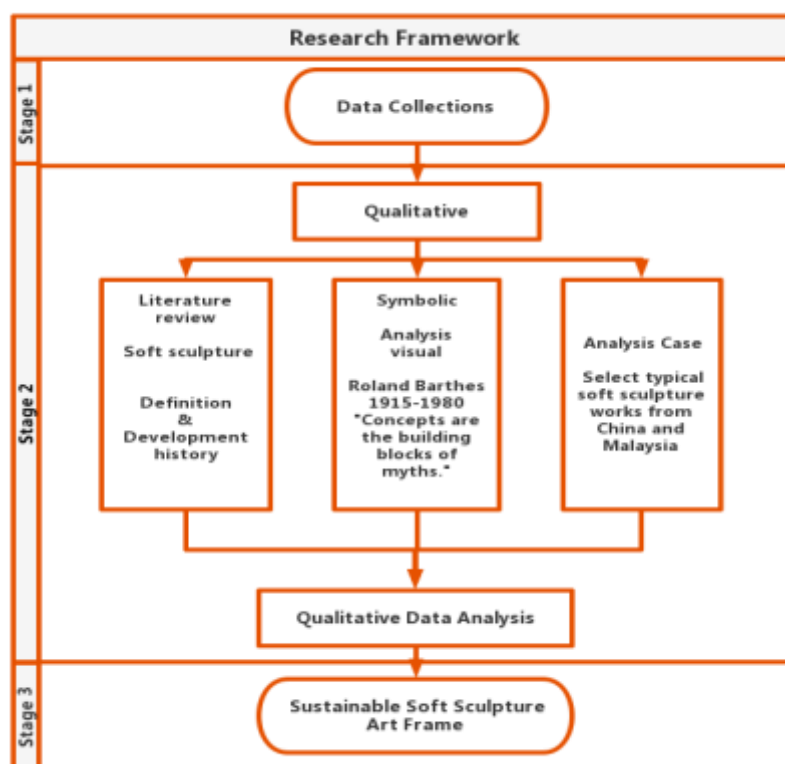 Research Framework
Stage 1
Data Collections
Stage 2
Qualitative
Literature
review
Soft sculpture
Definition
&
Development
history
Symbolic
Analysis
visual
Roland Barthes
1915-1980
"Concepts are
the building
blocks of
myths."
Analysis Case
Select typical
soft sculpture
works from
China and
Malaysia
Qualitative Data Analysis
Stage 3
Sustainable Soft Sculpture
Art Frame